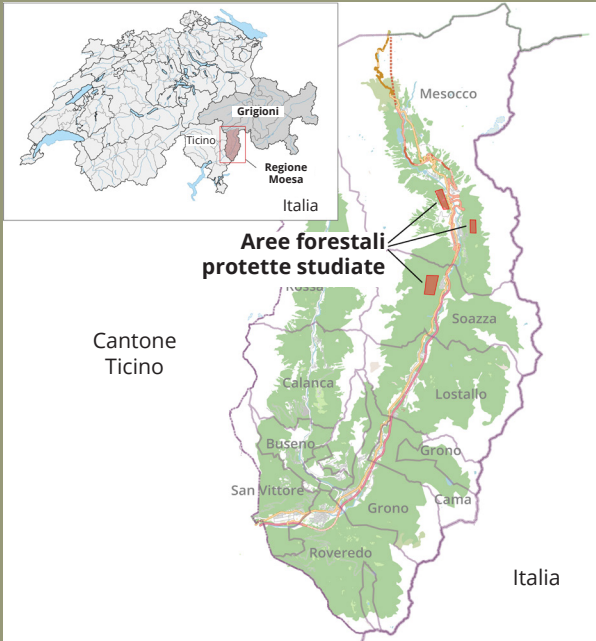 Grigioni
Ticino
Regione
Moesa
Italia
Mesocco
Aree forestali
protette studiate
Rossa
Soazza
Cantone
Ticino
Calanca
Lostallo
Buseno
Grono
San Vittore
Cama
Grono
Roveredo
Italia